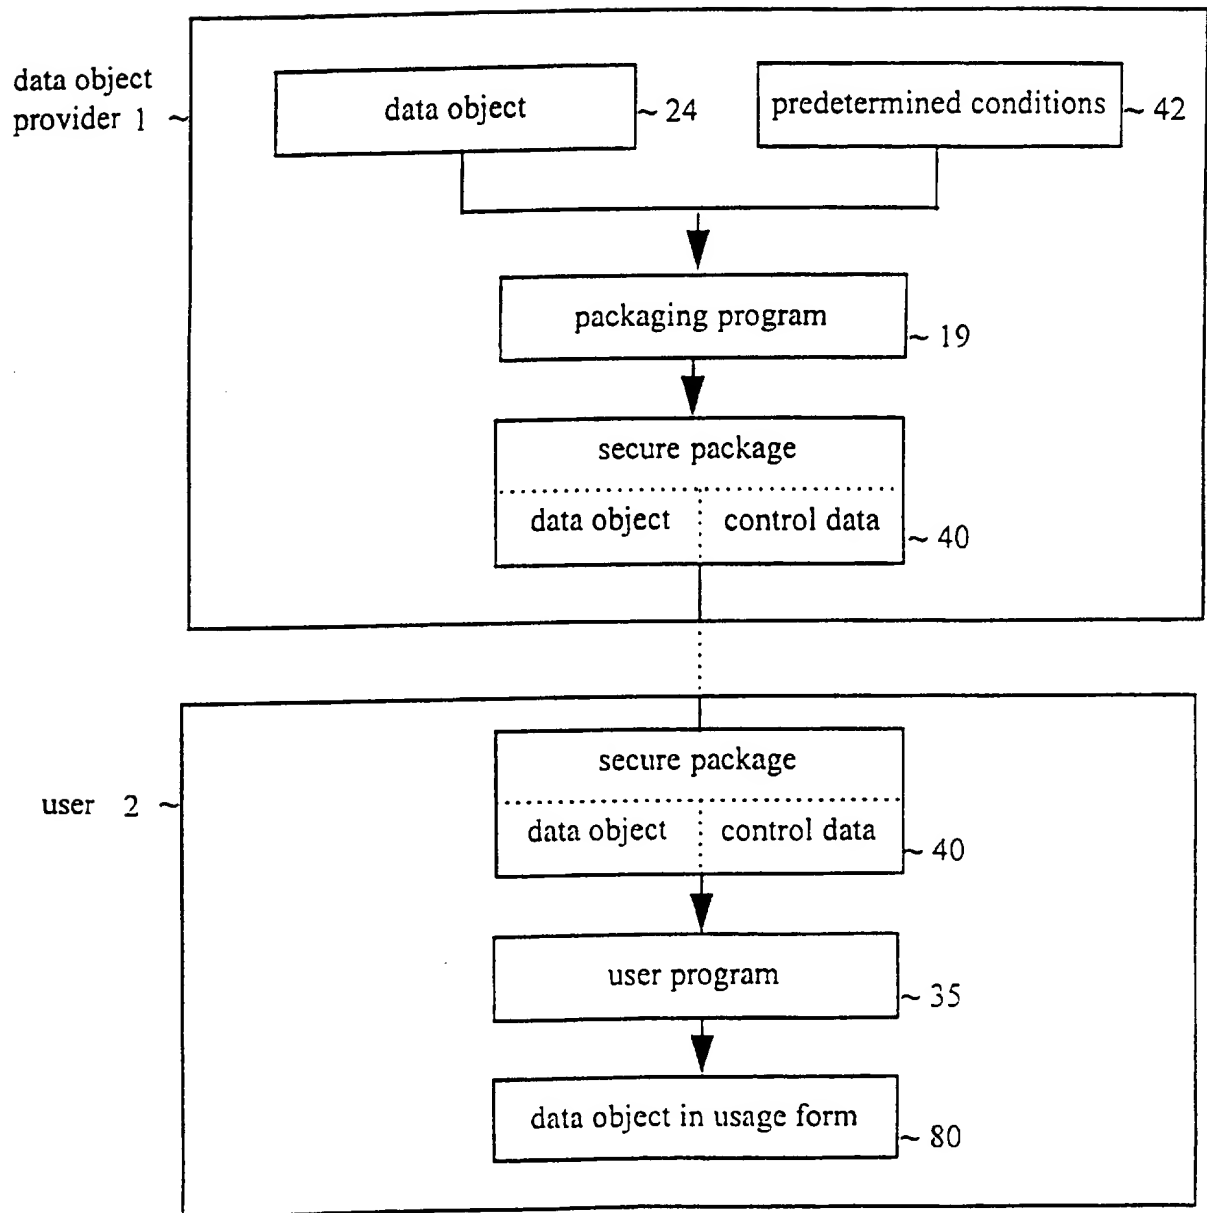 data object
provider 1 ~
data object
~ 24
predetermined conditions
~ 42
packaging program
~ 19
secure package
data object
control data
~ 40
user 2 ~
secure package
data object
control data
~ 40
user program
~ 35
data object in usage form
~ 80